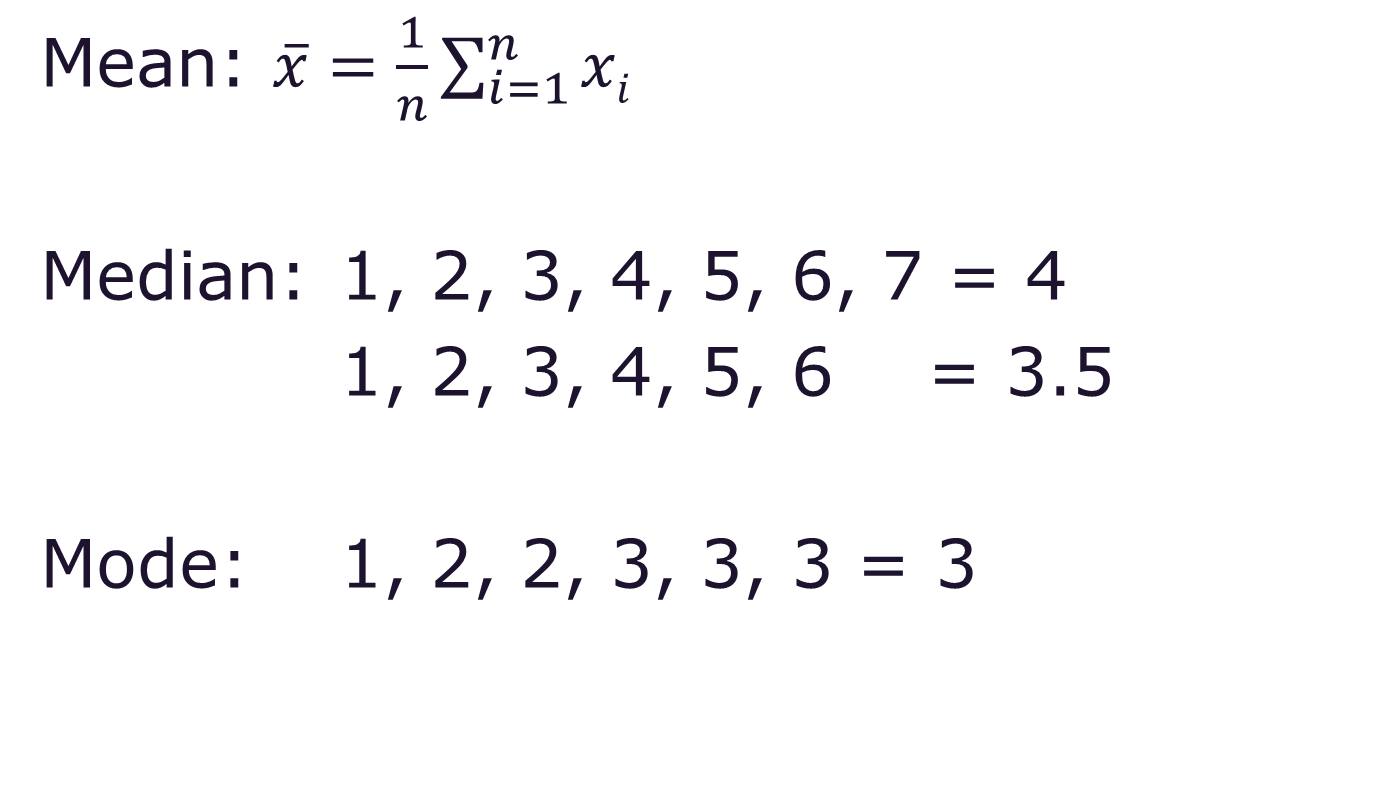 Mean: x̄ = 1/n ∑ⁿᵢ₌₁ xᵢ
Median: 1, 2, 3, 4, 5, 6, 7 = 4
1, 2, 3, 4, 5, 6 = 3.5
Mode: 1, 2, 2, 3, 3, 3 = 3